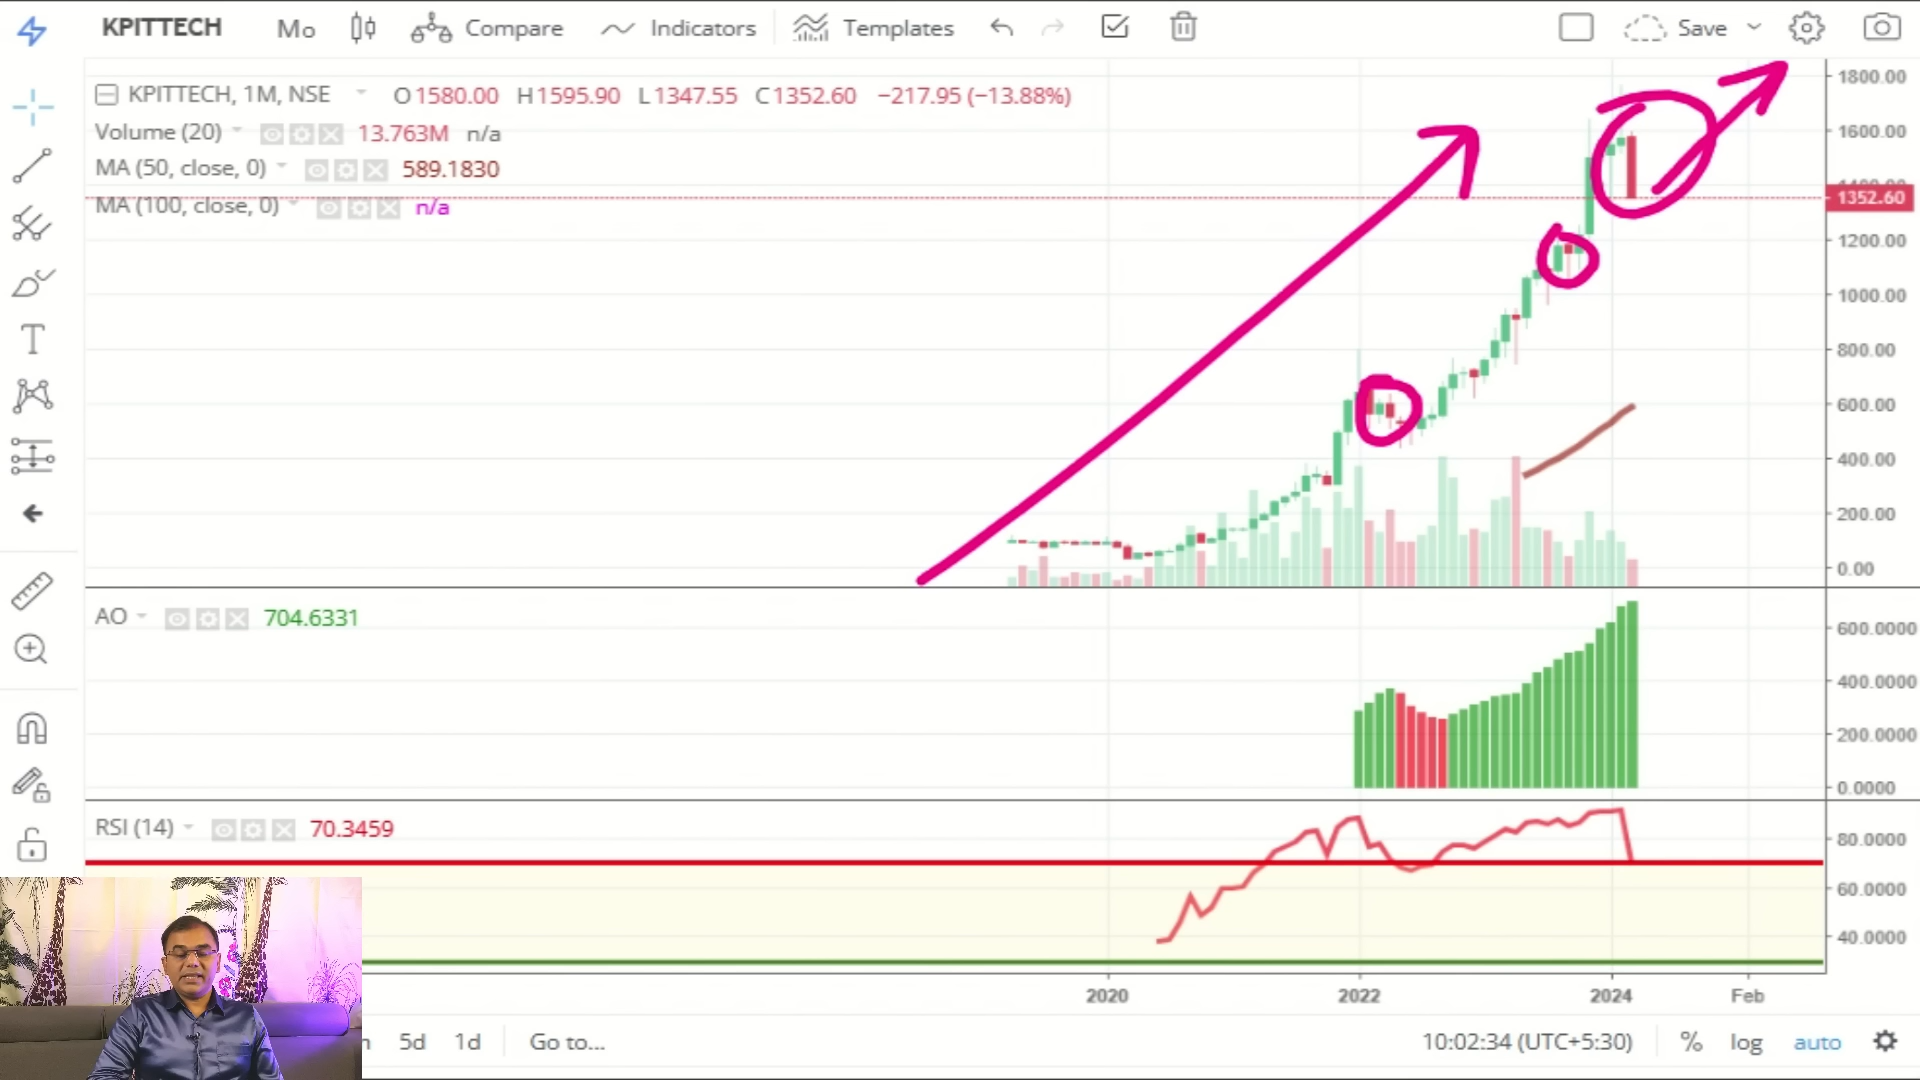 KPITTECH Mo Compare Indicators Templates Save
KPITTECH, 1M, NSE O1580.00 H1595.90 L1347.55 C1352.60 −217.95 (−13.88%)
Volume (20) 13.763M n/a
MA (50, close, 0) 589.1830
MA (100, close, 0) n/a
1800.00
1600.00
1352.60
1200.00
1000.00
800.00
600.00
400.00
200.00
0.00
AO 704.6331
600.0000
400.0000
200.0000
0.0000
RSI (14) 70.3459
80.0000
60.0000
40.0000
2020 2022 2024 Feb
5d 1d Go to... 10:02:34 (UTC+5:30) % log auto